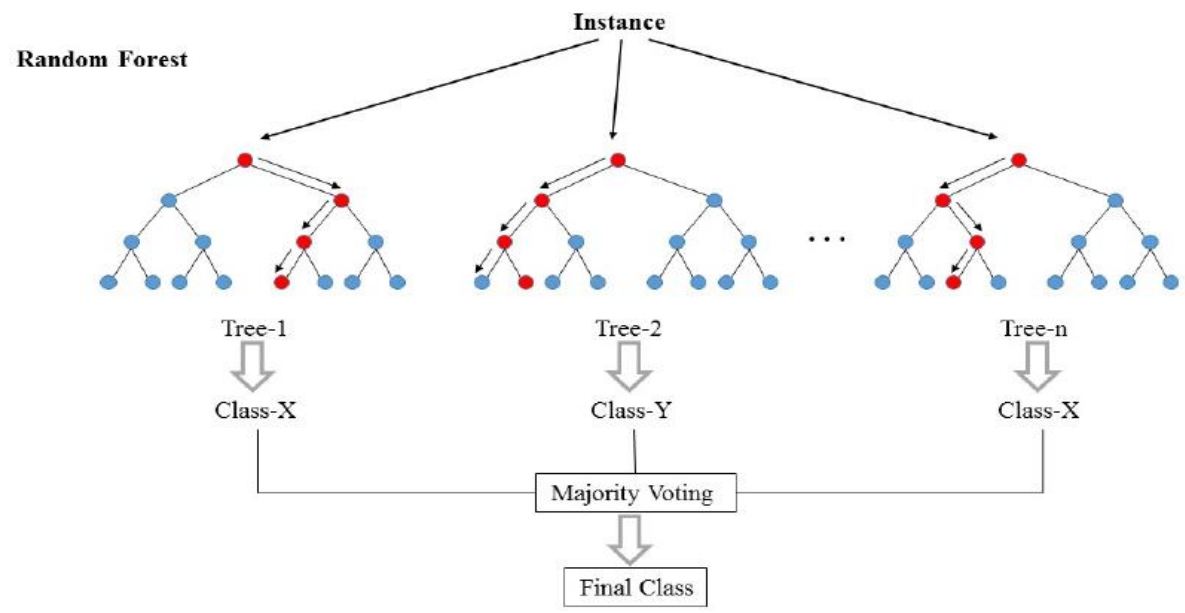 Instance
Random Forest
...
Tree-1
Tree-2
Tree-n
Class-X
Class-Y
Class-X
Majority Voting
Final Class